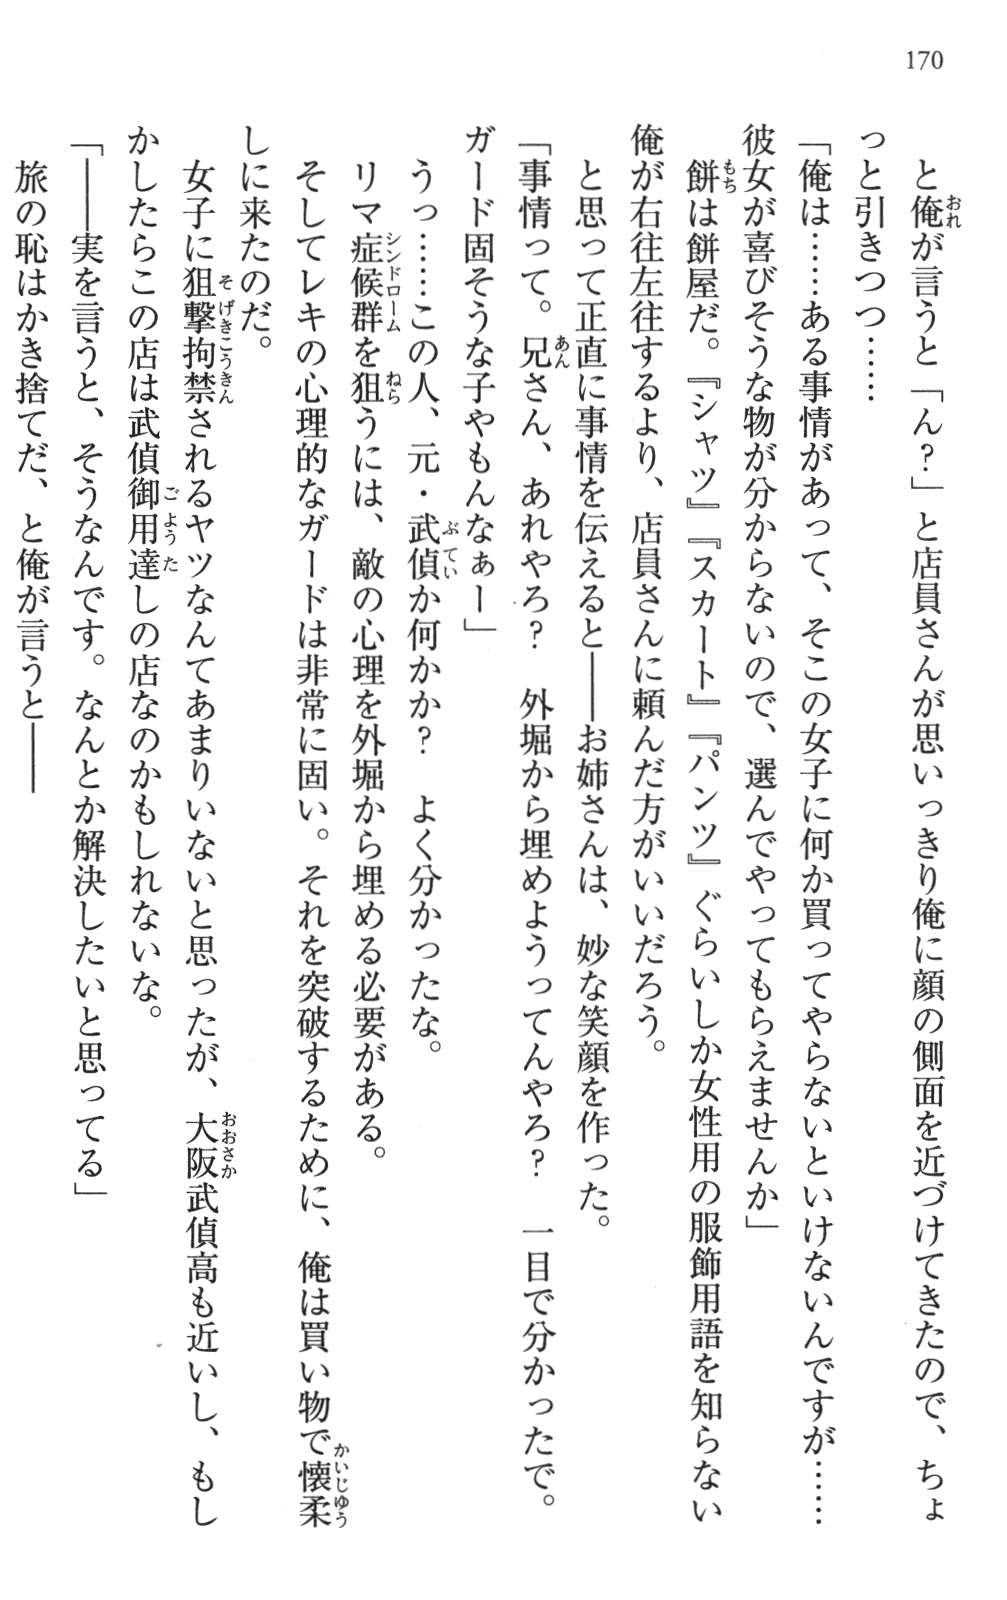 170
と俺が言うと「ん？」と店員さんが思いっきり俺に顔の側面を近づけてきたので、ちょ
っと引きつつ……
「俺は……ある事情があって、そこの女子に何か買ってやらないといけないんですが……
彼女が喜びそうな物が分からないので、選んでやってもらえませんか」
餅は餅屋だ。『シャツ』『スカート』『パンツ』ぐらいしか女性用の服飾用語を知らない
俺が右往左往するより、店員さんに頼んだ方がいいだろう。
と思って正直に事情を伝えると――お姉さんは、妙な笑顔を作った。
「事情って。兄さん、あれやろ？　外堀から埋めようってんやろ？　一目で分かったで。
ガード固そうな子やもんなぁー」
うっ……この人、元・武偵か何かか？　よく分かったな。
リマ症候群を狙うには、敵の心理を外堀から埋める必要がある。
そしてレキの心理的なガードは非常に固い。それを突破するために、俺は買い物で懐柔
しに来たのだ。
女子に狙撃拘禁されるヤツなんてあまりいないと思ったが、大阪武偵高も近いし、もし
かしたらこの店は武偵御用達しの店なのかもしれないな。
「――実を言うと、そうなんです。なんとか解決したいと思ってる」
旅の恥はかき捨てだ、と俺が言うと――